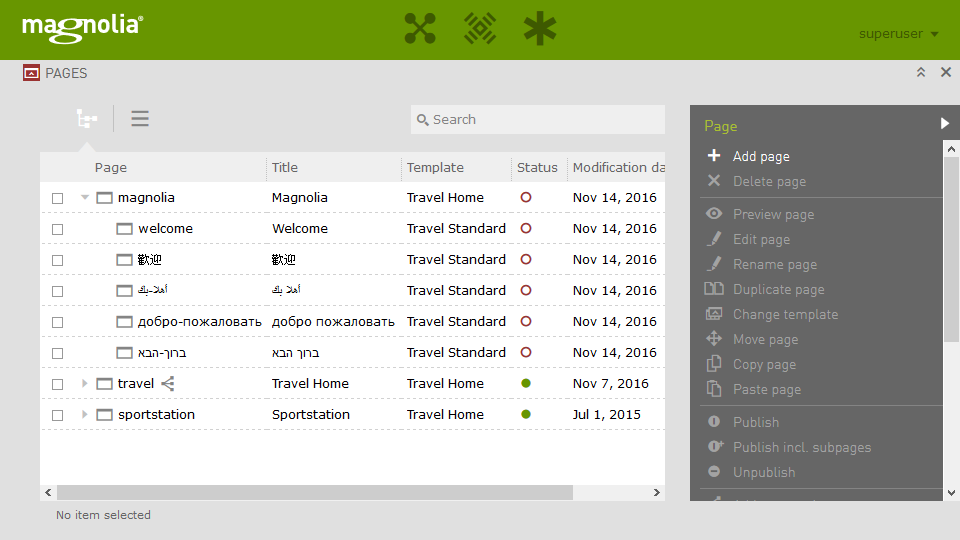 magnolia®
superuser
PAGES
Search
Page Title Template Status Modification da
magnolia Magnolia Travel Home Nov 14, 2016
welcome Welcome Travel Standard Nov 14, 2016
歡迎 歡迎 Travel Standard Nov 14, 2016
أهلا-بك أهلا بك Travel Standard Nov 14, 2016
добро-пожаловать добро пожаловать Travel Standard Nov 14, 2016
ברוך-הבא ברוך הבא Travel Standard Nov 14, 2016
travel Travel Home Travel Home Nov 7, 2016
sportstation Sportstation Travel Home Jul 1, 2015
No item selected
Page
Add page
Delete page
Preview page
Edit page
Rename page
Duplicate page
Change template
Move page
Copy page
Paste page
Publish
Publish incl. subpages
Unpublish